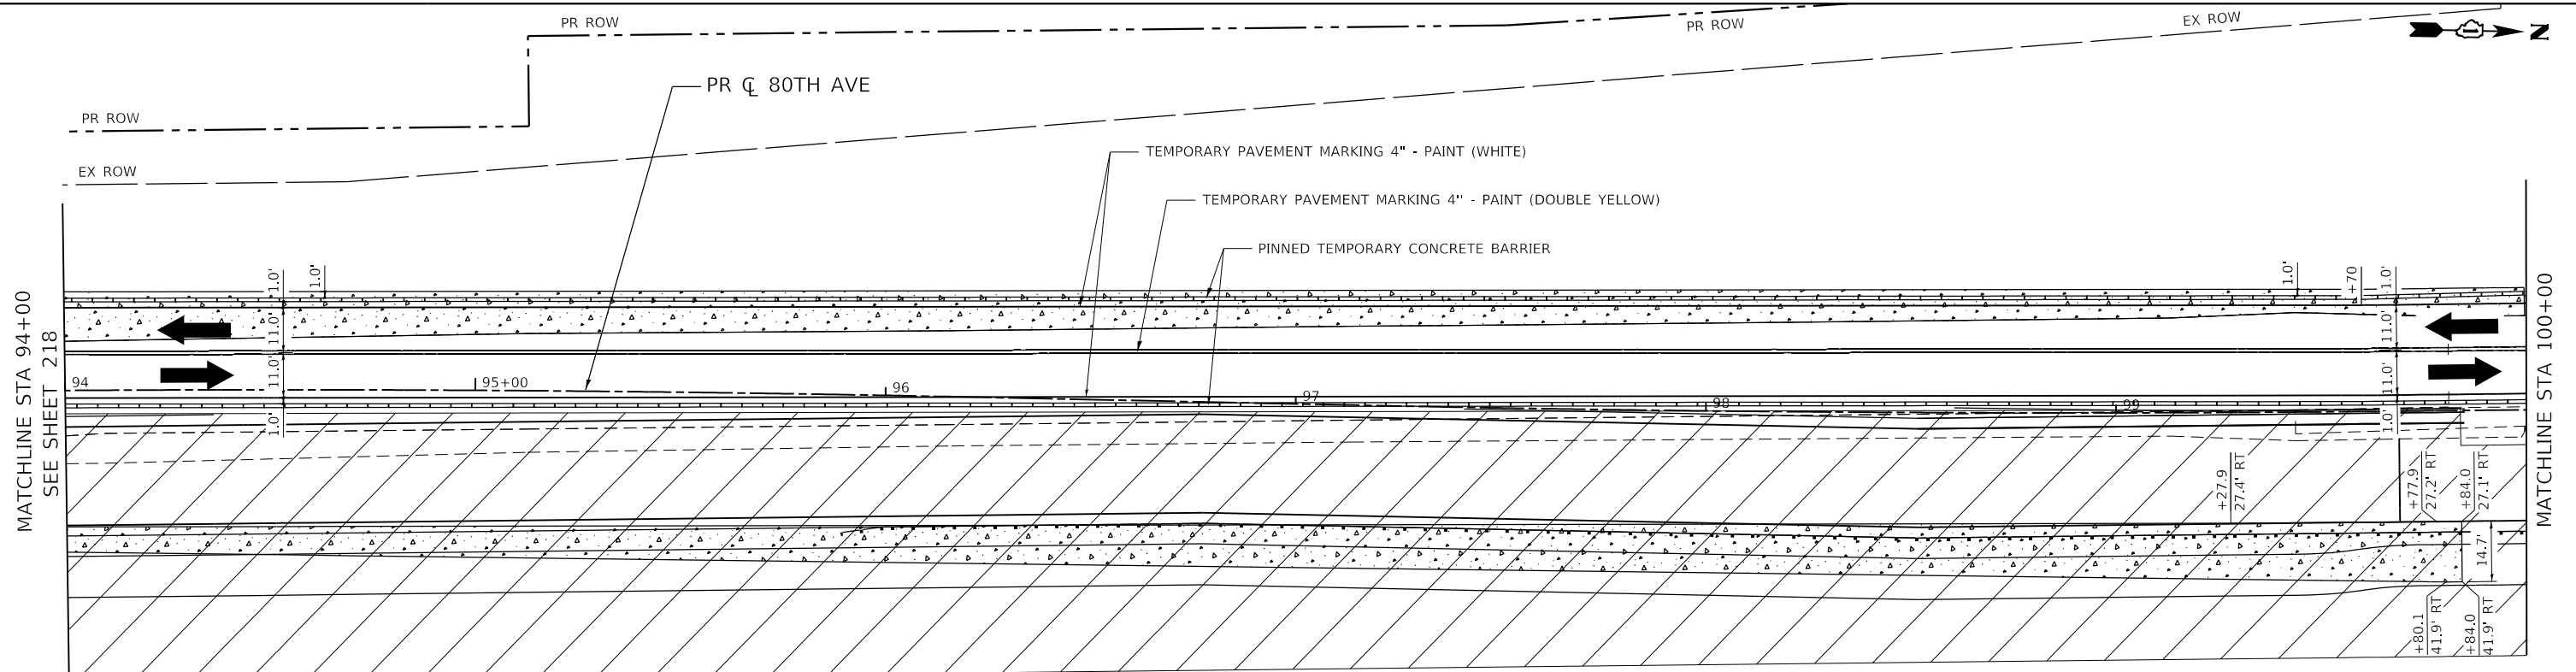 PR ROW
PR ROW
EX ROW
N
PR ℄ 80TH AVE
PR ROW
EX ROW
TEMPORARY PAVEMENT MARKING 4" - PAINT (WHITE)
TEMPORARY PAVEMENT MARKING 4" - PAINT (DOUBLE YELLOW)
PINNED TEMPORARY CONCRETE BARRIER
MATCHLINE STA 94+00
SEE SHEET 218
1.0'
1.0'
11.0'
11.0'
1.0'
94
95+00
96
97
98
99
1.0'
+70
1.0'
11.0'
11.0'
1.0'
MATCHLINE STA 100+00
+27.9
27.4' RT
+77.9
27.2' RT
+84.0
27.1' RT
14.7'
+80.1
41.9' RT
+84.0
41.9' RT